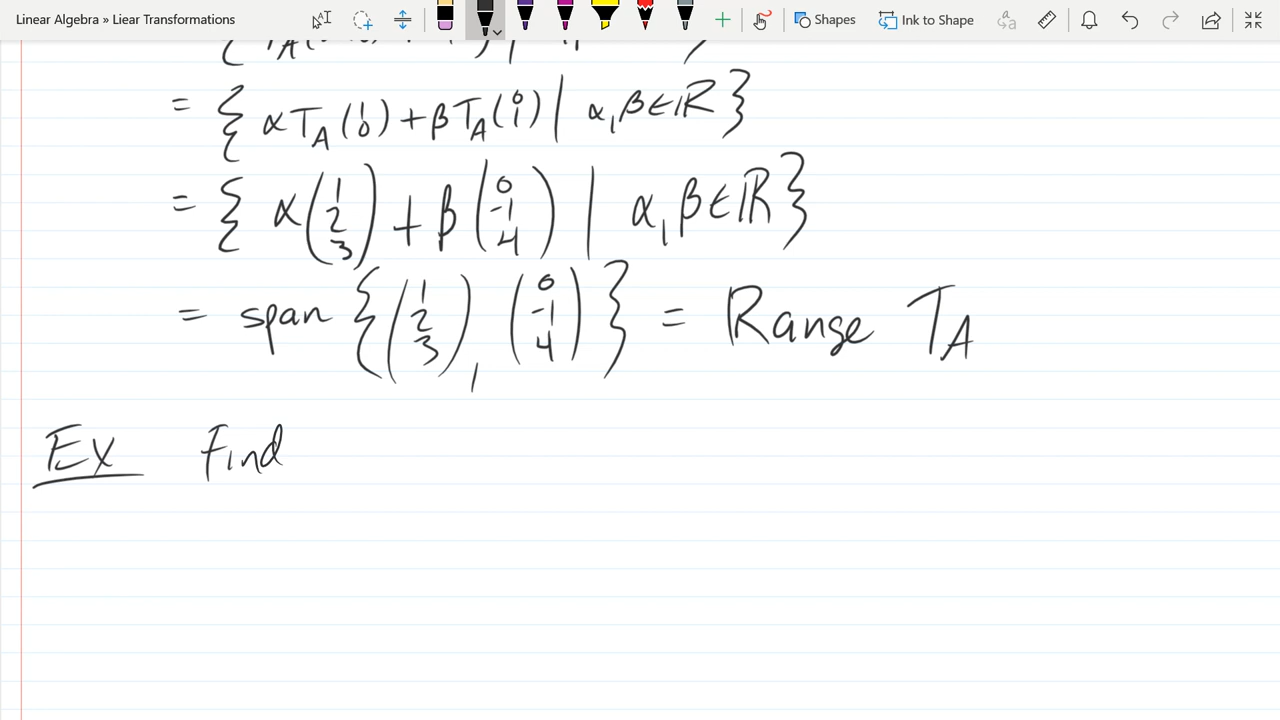 Linear Algebra » Liear Transformations
Shapes Ink to Shape
= { αT_A(1 0) + βT_A(0 1) | α, β ∈ ℝ }
= { α(1 2 3) + β(0 -1 4) | α, β ∈ ℝ }
= span { (1 2 3), (0 -1 4) } = Range T_A
Ex Find